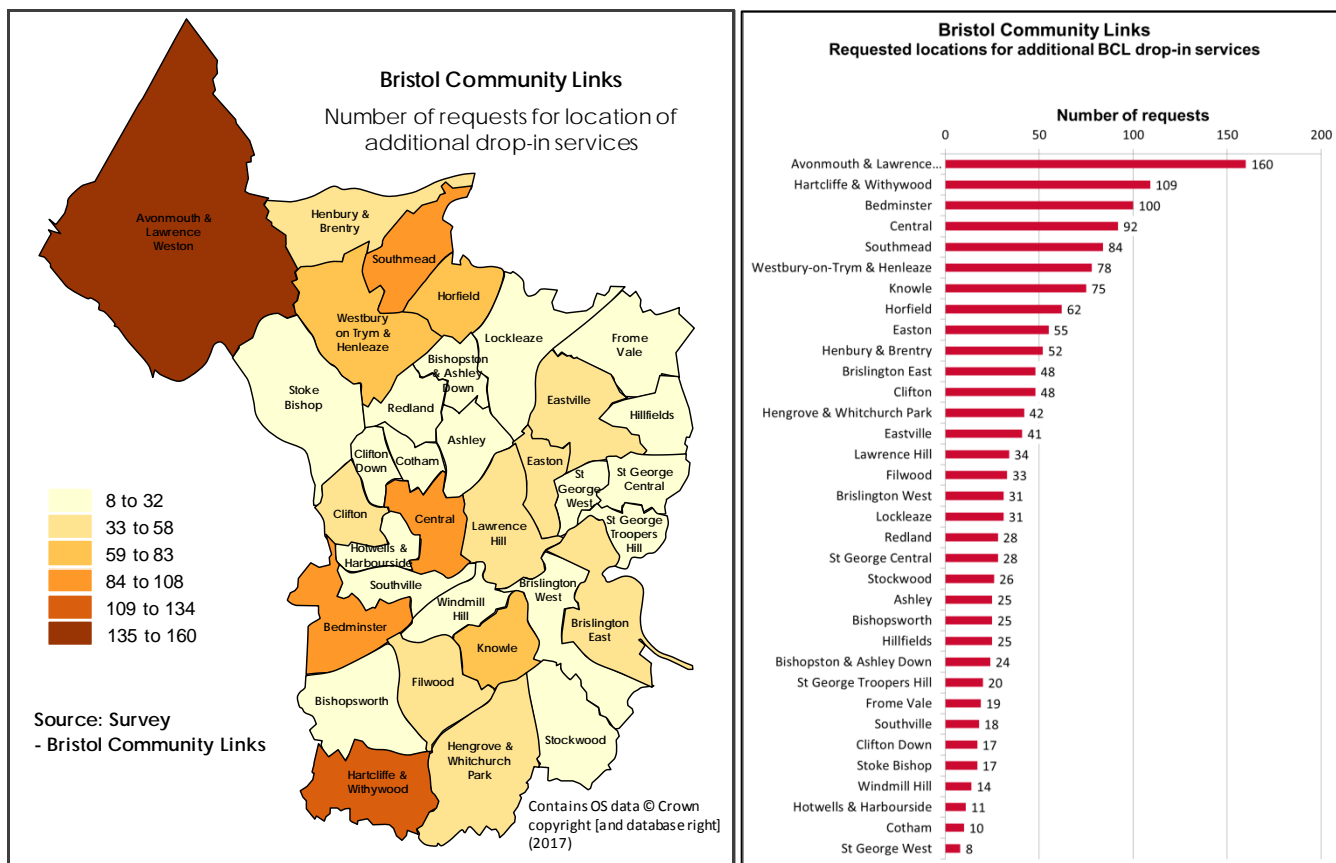 Bristol Community Links
Number of requests for location of
additional drop-in services
Avonmouth &
Lawrence
Weston
Henbury &
Brentry
Southmead
Horfield
Westbury
on Trym &
Henleaze
Lockleaze
Frome
Vale
Bishopston
& Ashley
Down
Stoke
Bishop
Redland
Eastville
Hillfields
Ashley
Clifton
Down
Cotham
Easton
St
George
West
St George
Central
Clifton
Central
Lawrence
Hill
St George
Troopers
Hill
Hotwells &
Harbourside
Southville
Windmill
Hill
Brislington
West
Bedminster
Knowle
Brislington
East
Filwood
Bishopsworth
Stockwood
Hengrove &
Whitchurch
Park
Hartcliffe &
Withywood
8 to 32
33 to 58
59 to 83
84 to 108
109 to 134
135 to 160
Source: Survey
- Bristol Community Links
Contains OS data © Crown
copyright [and database right]
(2017)
Bristol Community Links
Requested locations for additional BCL drop-in services
Number of requests
0 50 100 150 200
Avonmouth & Lawrence... 160
Hartcliffe & Withywood 109
Bedminster 100
Central 92
Southmead 84
Westbury-on-Trym & Henleaze 78
Knowle 75
Horfield 62
Easton 55
Henbury & Brentry 52
Brislington East 48
Clifton 48
Hengrove & Whitchurch Park 42
Eastville 41
Lawrence Hill 34
Filwood 33
Brislington West 31
Lockleaze 31
Redland 28
St George Central 28
Stockwood 26
Ashley 25
Bishopsworth 25
Hillfields 25
Bishopston & Ashley Down 24
St George Troopers Hill 20
Frome Vale 19
Southville 18
Clifton Down 17
Stoke Bishop 17
Windmill Hill 14
Hotwells & Harbourside 11
Cotham 10
St George West 8